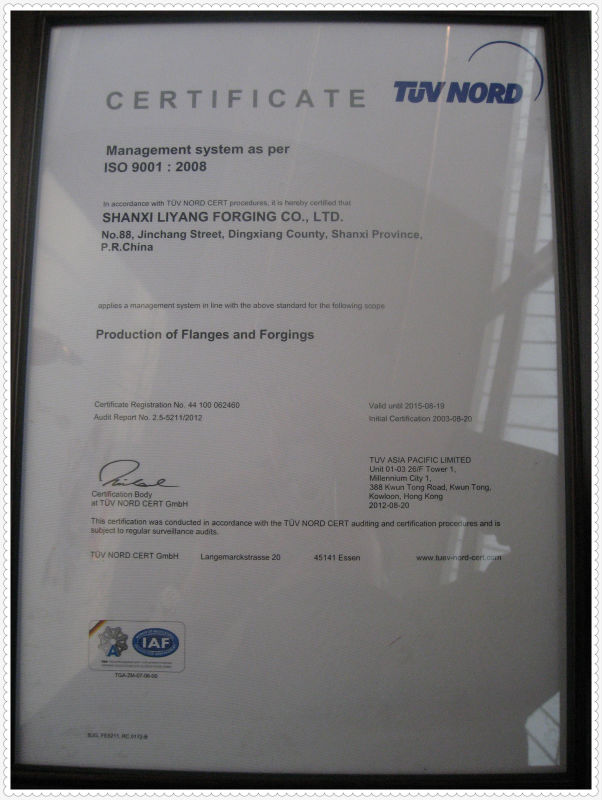 TÜV NORD
CERTIFICATE
Management system as per
ISO 9001 : 2008
In accordance with TÜV NORD CERT procedures, it is hereby certified that
SHANXI LIYANG FORGING CO., LTD.
No.88, Jinchang Street, Dingxiang County, Shanxi Province,
P.R.China
applies a management system in line with the above standard for the following scope
Production of Flanges and Forgings
Certificate Registration No. 44 100 062460
Audit Report No. 2.5-5211/2012
Valid until 2015-08-19
Initial Certification 2003-08-20
Certification Body
at TÜV NORD CERT GmbH
TUV ASIA PACIFIC LIMITED
Unit 01-03 26/F Tower 1,
Millennium City 1,
388 Kwun Tong Road, Kwun Tong,
Kowloon, Hong Kong
2012-08-20
This certification was conducted in accordance with the TÜV NORD CERT auditing and certification procedures and is
subject to regular surveillance audits.
TÜV NORD CERT GmbH Langemarckstrasse 20 45141 Essen www.tuev-nord-cert.com
A
IAF
TGA-ZM-07-06-00